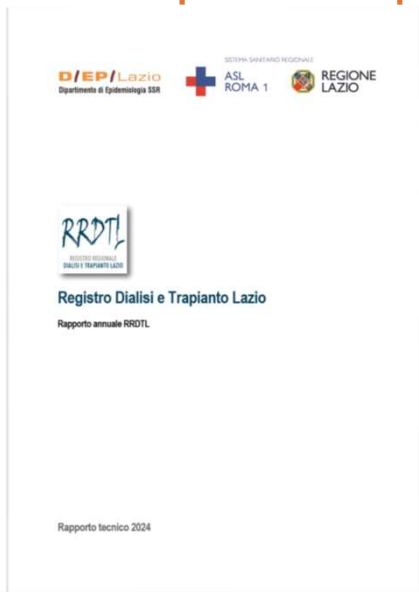 D/EP/Lazio
Dipartimento di Epidemiologia SSR
SISTEMA SANITARIO REGIONALE
ASL
ROMA 1
REGIONE
LAZIO
RRDTL
REGISTRO REGIONALE
DIALISI E TRAPIANTO LAZIO
Registro Dialisi e Trapianto Lazio
Rapporto annuale RRDTL
Rapporto tecnico 2024